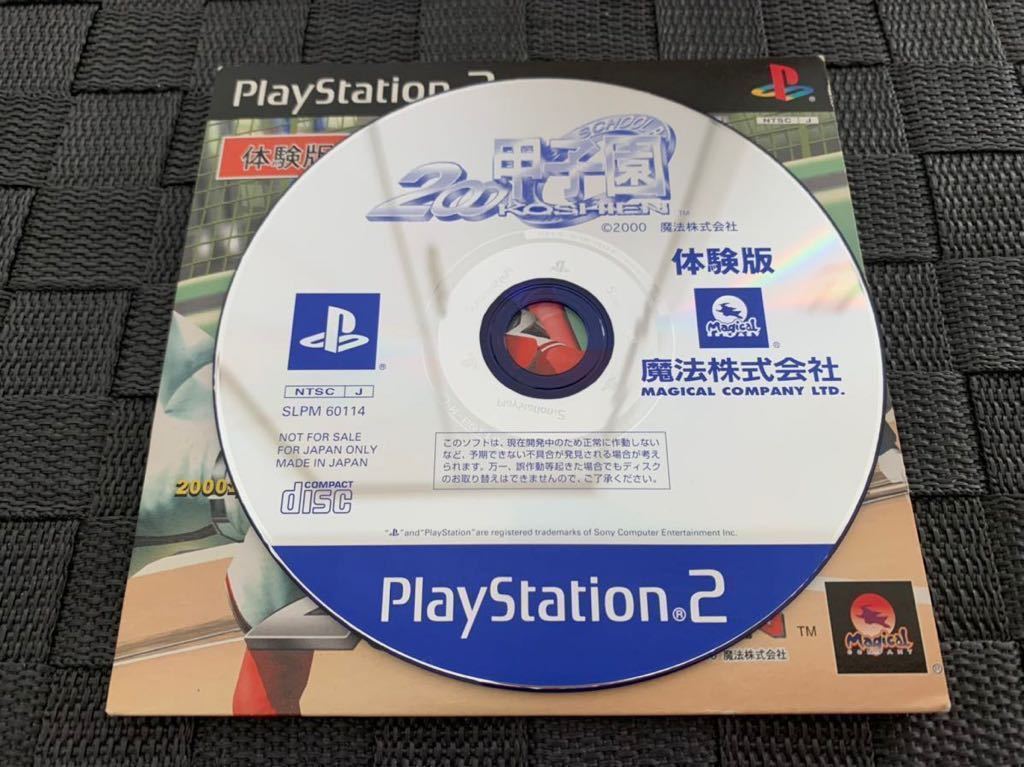 PlayStation 2
NTSC J
体験版
SCHOOL
200
甲子園
KOSHIEN™
©2000 魔法株式会社
体験版
Magical
COMPANY
®
魔法株式会社
MAGICAL COMPANY LTD.
®
NTSC J
SLPM 60114
NOT FOR SALE
FOR JAPAN ONLY
MADE IN JAPAN
COMPACT
disc
このソフトは、現在開発中のため正常に作動しない
など、予期できない不具合が発見される場合が考え
られます。万一、誤作動等起きた場合でもディスク
のお取り替えはできませんので、ご了承ください。
" "and"PlayStation"are registered trademarks of Sony Computer Entertainment Inc.
PlayStation®2
2000
TM
魔法株式会社
Magical
COMPANY
®